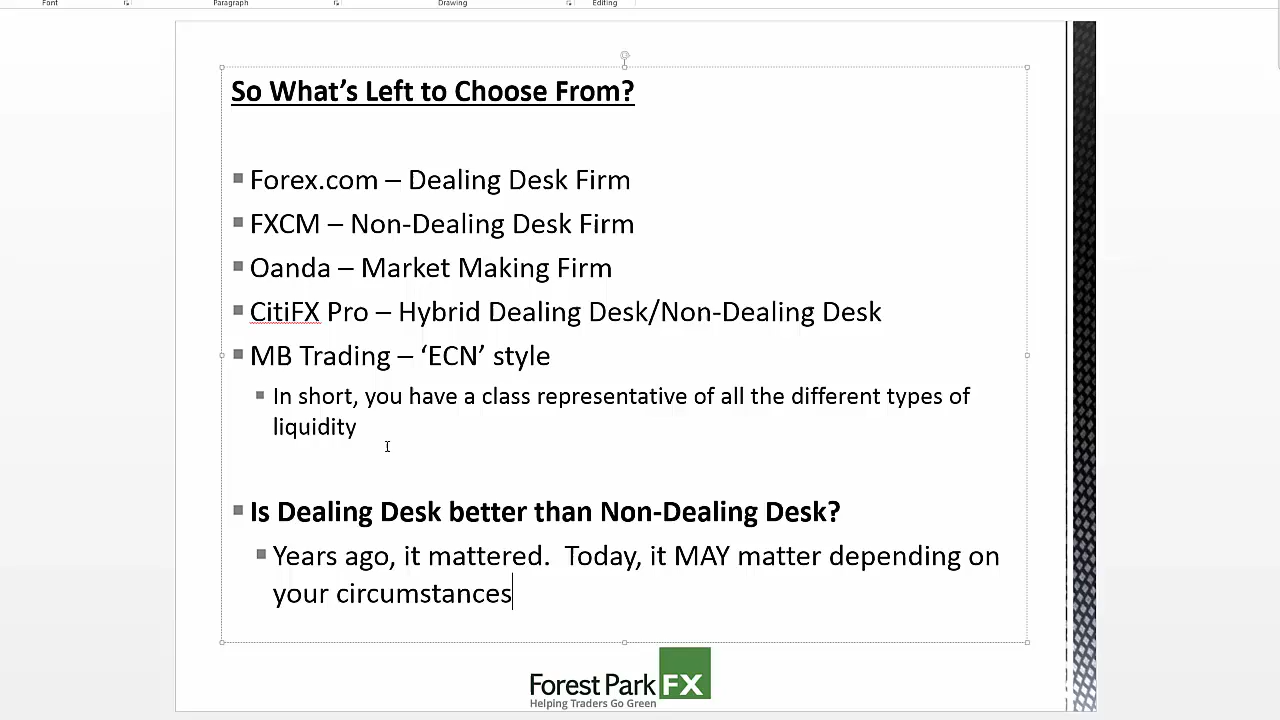 Font Paragraph Drawing Editing
So What's Left to Choose From?
Forex.com – Dealing Desk Firm
FXCM – Non-Dealing Desk Firm
Oanda – Market Making Firm
CitiFX Pro – Hybrid Dealing Desk/Non-Dealing Desk
MB Trading – ‘ECN’ style
In short, you have a class representative of all the different types of
liquidity
Is Dealing Desk better than Non-Dealing Desk?
Years ago, it mattered.  Today, it MAY matter depending on
your circumstances
Forest Park FX
Helping Traders Go Green